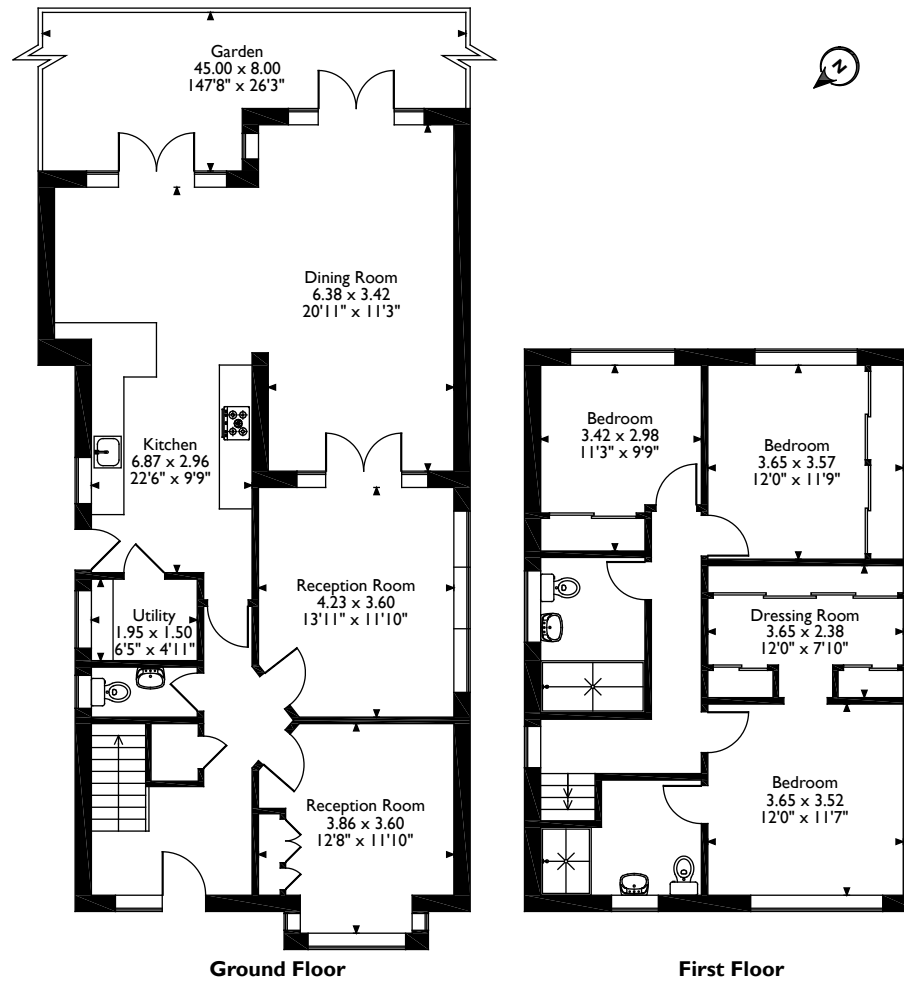 Garden
45.00 x 8.00
147'8" x 26'3"
N
Dining Room
6.38 x 3.42
20'11" x 11'3"
Kitchen
6.87 x 2.96
22'6" x 9'9"
Reception Room
4.23 x 3.60
13'11" x 11'10"
Utility
1.95 x 1.50
6'5" x 4'11"
Reception Room
3.86 x 3.60
12'8" x 11'10"
Ground Floor
Bedroom
3.42 x 2.98
11'3" x 9'9"
Bedroom
3.65 x 3.57
12'0" x 11'9"
Dressing Room
3.65 x 2.38
12'0" x 7'10"
Bedroom
3.65 x 3.52
12'0" x 11'7"
First Floor